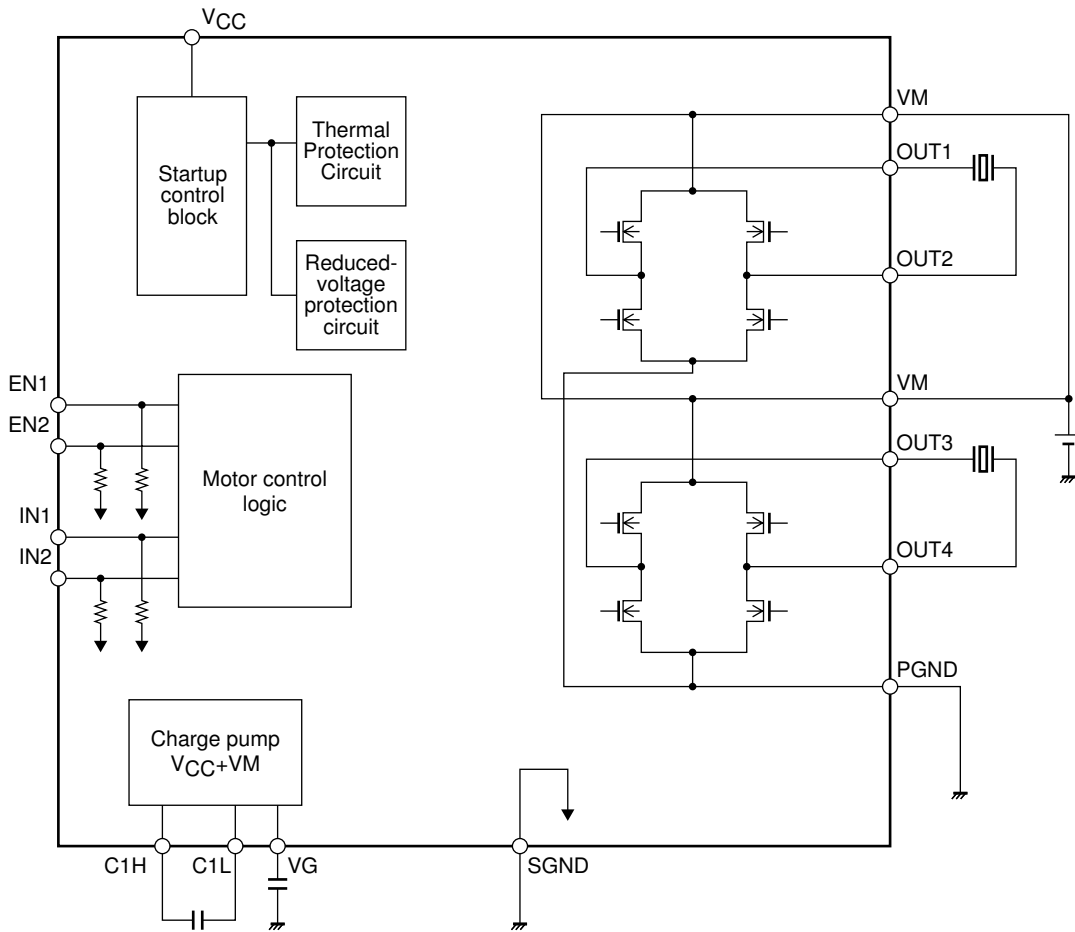 VCC
Startup
control
block
Thermal
Protection
Circuit
Reduced-
voltage
protection
circuit
VM
OUT1
OUT2
EN1
EN2
IN1
IN2
Motor control
logic
VM
OUT3
OUT4
PGND
Charge pump
VCC+VM
C1H
C1L
VG
SGND